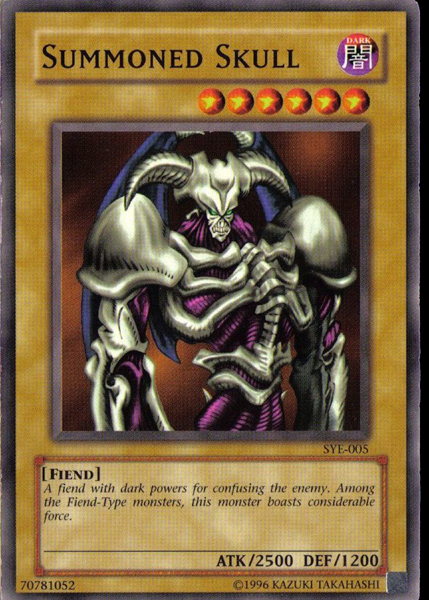 SUMMONED SKULL
DARK
闇
SYE-005
[FIEND]
A fiend with dark powers for confusing the enemy. Among
the Fiend-Type monsters, this monster boasts considerable
force.
ATK/2500 DEF/1200
70781052
©1996 KAZUKI TAKAHASHI